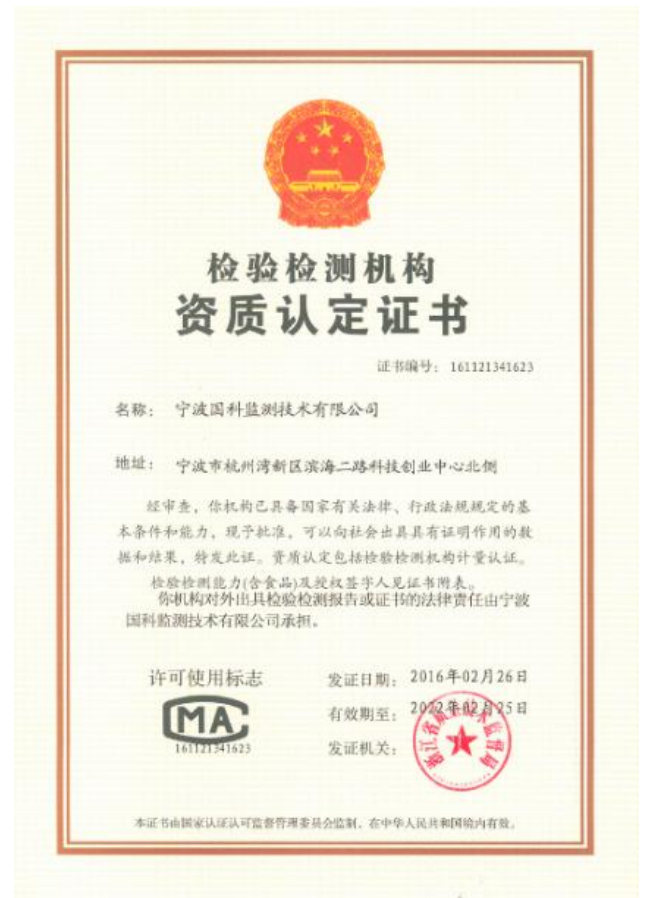 检验检测机构
资质认定证书
证书编号：161121341623
名称：宁波国科监测技术有限公司
地址：宁波市杭州湾新区滨海二路科技创业中心北侧
经审查，你机构已具备国家有关法律、行政法规规定的基
本条件和能力，现予批准，可以向社会出具具有证明作用的数
据和结果，特发此证。资质认定包括检验检测机构计量认证。
检验检测能力(含食品)及授权签字人见证书附表。
你机构对外出具检验检测报告或证书的法律责任由宁波
国科监测技术有限公司承担。
许可使用标志
MA
161121341623
发证日期：2016年02月26日
有效期至：2022年02月25日
发证机关：
浙江省质量技术监督局
本证书由国家认证认可监督管理委员会监制，在中华人民共和国境内有效。